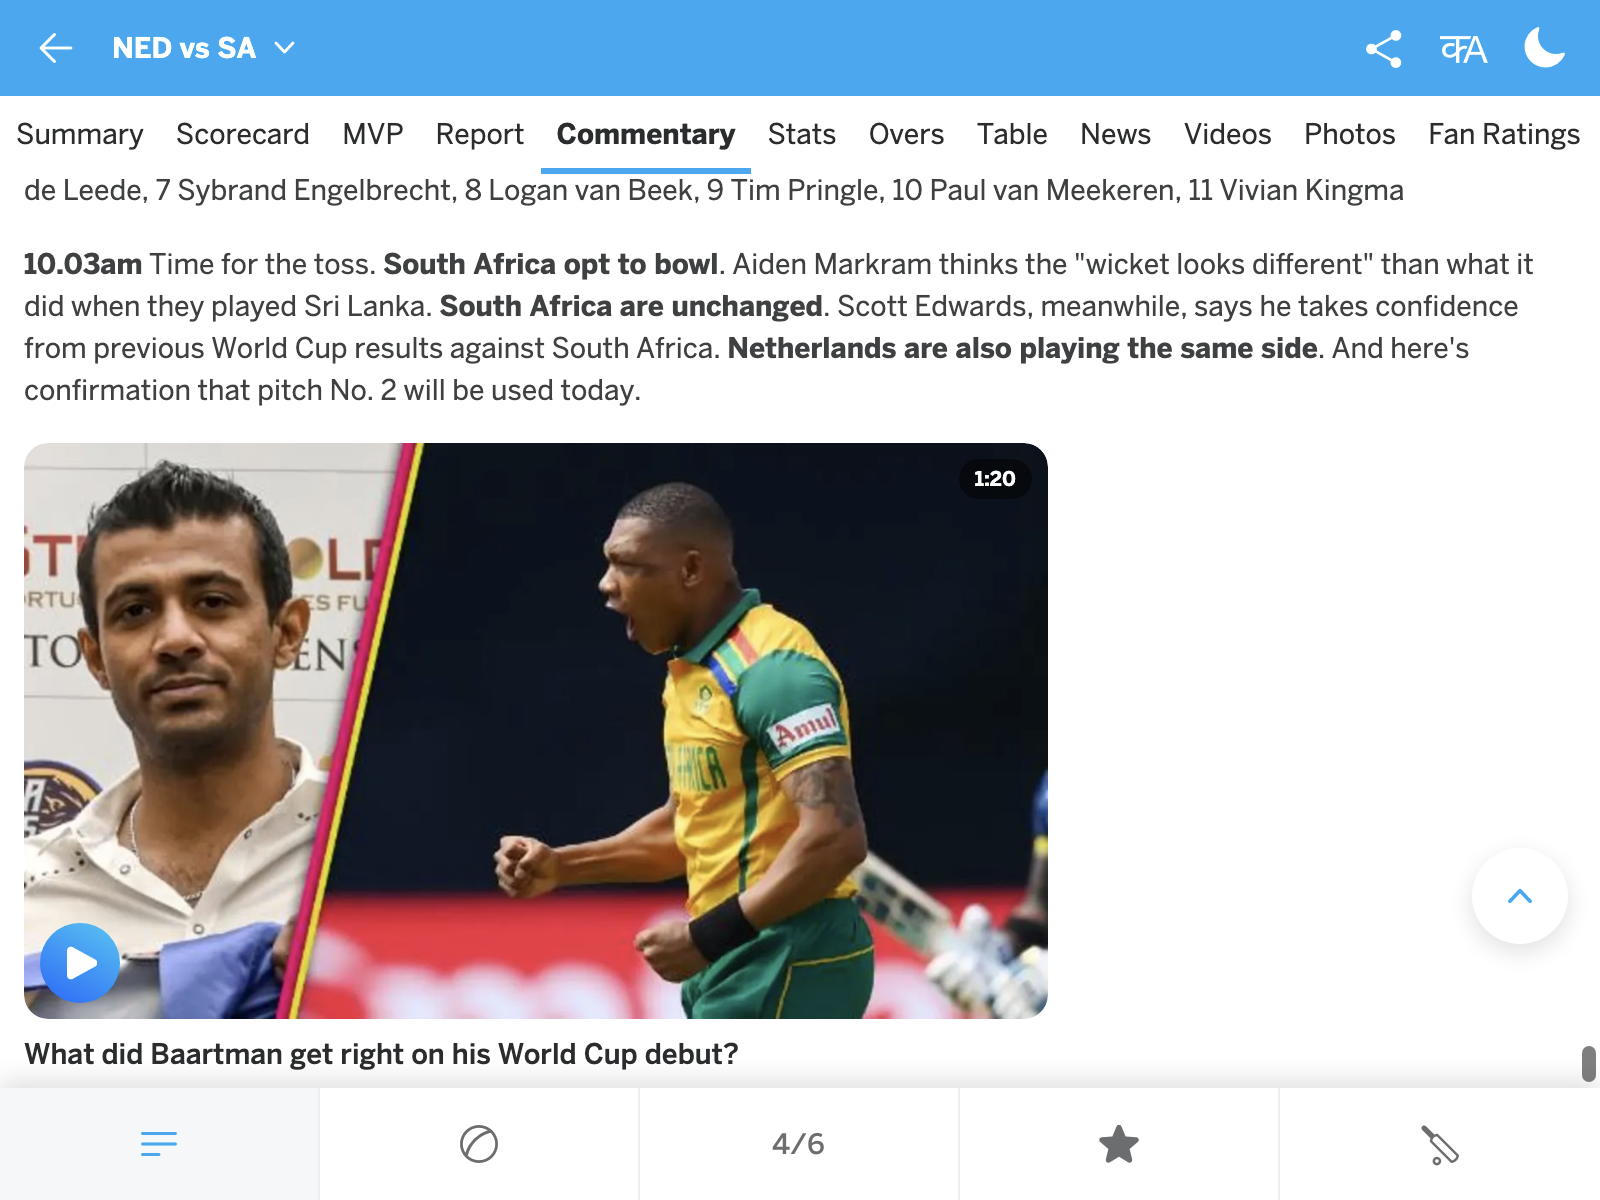 NED vs SA
Summary Scorecard MVP Report Commentary Stats Overs Table News Videos Photos Fan Ratings
de Leede, 7 Sybrand Engelbrecht, 8 Logan van Beek, 9 Tim Pringle, 10 Paul van Meekeren, 11 Vivian Kingma
10.03am Time for the toss. South Africa opt to bowl. Aiden Markram thinks the "wicket looks different" than what it
did when they played Sri Lanka. South Africa are unchanged. Scott Edwards, meanwhile, says he takes confidence
from previous World Cup results against South Africa. Netherlands are also playing the same side. And here's
confirmation that pitch No. 2 will be used today.
1:20
Amul
What did Baartman get right on his World Cup debut?
4/6